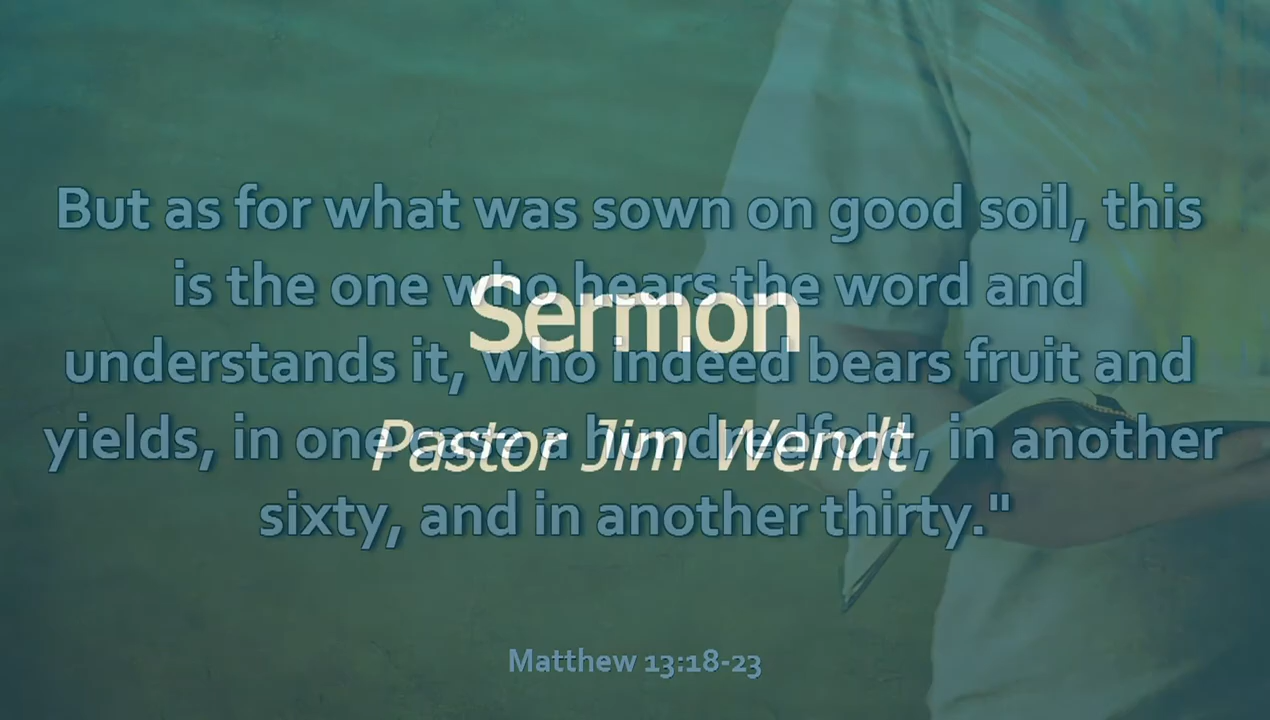 But as for what was sown on good soil, this
is the one who hears the word and
Sermon
understands it, who indeed bears fruit and
yields, in one case a hundredfold, in another
Pastor Jim Wendt
sixty, and in another thirty."
Matthew 13:18-23